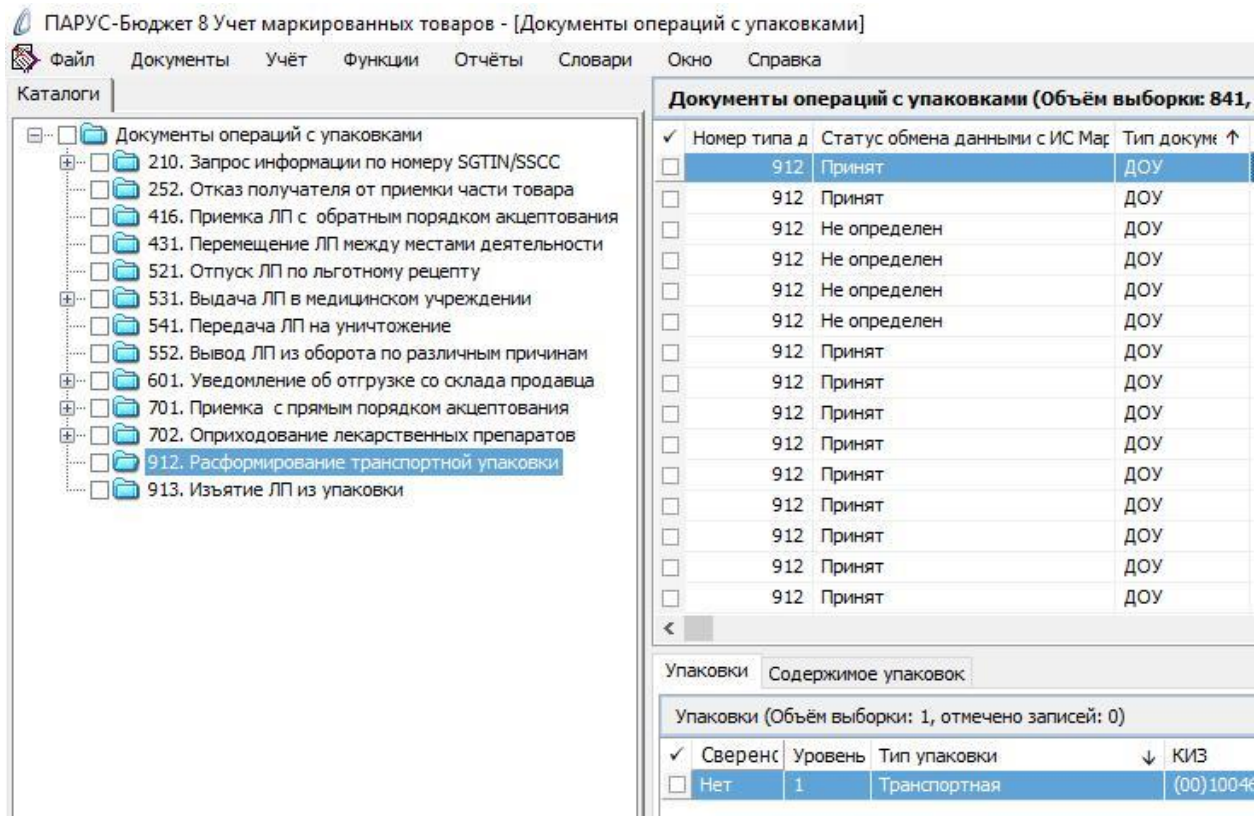 ПАРУС-Бюджет 8 Учет маркированных товаров - [Документы операций с упаковками]
Файл Документы Учёт Функции Отчёты Словари Окно Справка
Каталоги
Документы операций с упаковками
210. Запрос информации по номеру SGTIN/SSCC
252. Отказ получателя от приемки части товара
416. Приемка ЛП с обратным порядком акцептования
431. Перемещение ЛП между местами деятельности
521. Отпуск ЛП по льготному рецепту
531. Выдача ЛП в медицинском учреждении
541. Передача ЛП на уничтожение
552. Вывод ЛП из оборота по различным причинам
601. Уведомление об отгрузке со склада продавца
701. Приемка с прямым порядком акцептования
702. Оприходование лекарственных препаратов
912. Расформирование транспортной упаковки
913. Изъятие ЛП из упаковки
Документы операций с упаковками (Объём выборки: 841,
✓ Номер типа д Статус обмена данными с ИС Мар Тип докуме ↑
912 Принят ДОУ
912 Принят ДОУ
912 Не определен ДОУ
912 Не определен ДОУ
912 Не определен ДОУ
912 Не определен ДОУ
912 Принят ДОУ
912 Принят ДОУ
912 Принят ДОУ
912 Принят ДОУ
912 Принят ДОУ
912 Принят ДОУ
912 Принят ДОУ
912 Принят ДОУ
912 Принят ДОУ
Упаковки Содержимое упаковок
Упаковки (Объём выборки: 1, отмечено записей: 0)
✓ Сверенс Уровень Тип упаковки ↓ КИЗ
Нет 1 Транспортная (00)10046